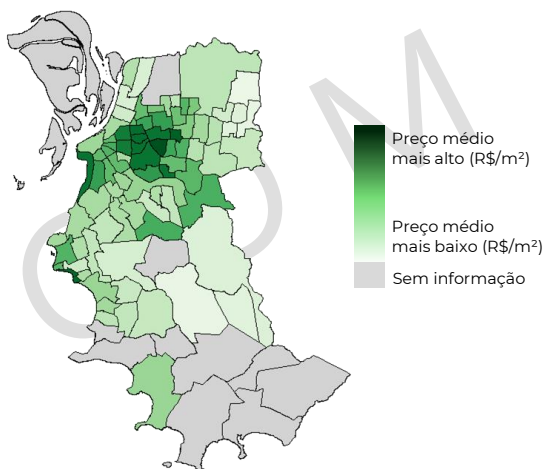 Preço médio
mais alto (R$/m²)
Preço médio
mais baixo (R$/m²)
Sem informação